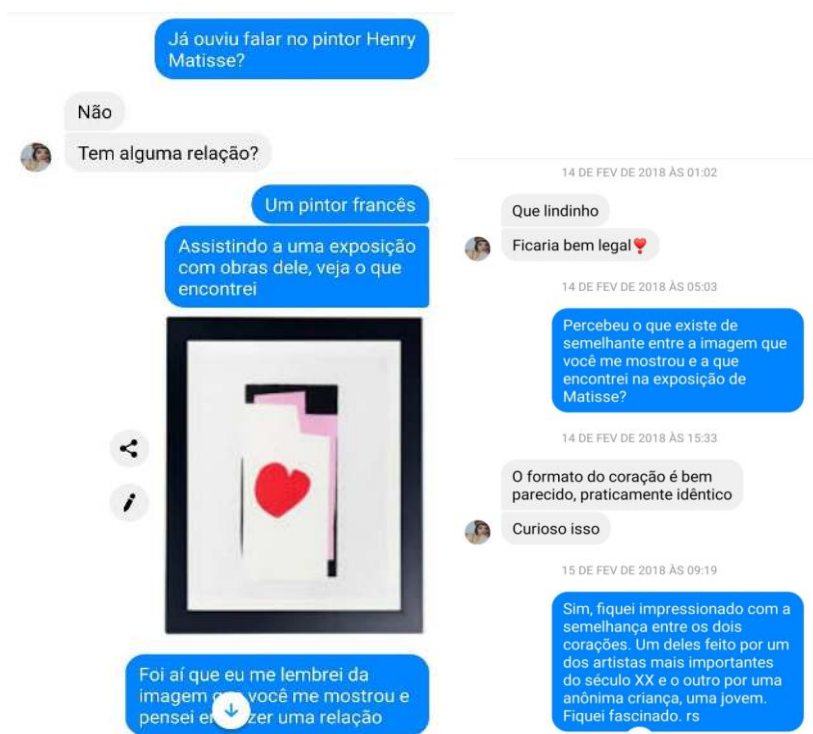 Já ouviu falar no pintor Henry
Matisse?
Não
Tem alguma relação?
Um pintor francês
Assistindo a uma exposição
com obras dele, veja o que
encontrei
Foi aí que eu me lembrei da
imagem você me mostrou e
pensei uma relação
14 DE FEV DE 2018 ÀS 01:02
Que lindinho
Ficaria bem legal❣
14 DE FEV DE 2018 ÀS 05:03
Percebeu o que existe de
semelhante entre a imagem que
você me mostrou e a que
encontrei na exposição de
Matisse?
14 DE FEV DE 2018 ÀS 15:33
O formato do coração é bem
parecido, praticamente idêntico
Curioso isso
15 DE FEV DE 2018 ÀS 09:19
Sim, fiquei impressionado com a
semelhança entre os dois
corações. Um deles feito por um
dos artistas mais importantes
do século XX e o outro por uma
anônima criança, uma jovem.
Fiquei fascinado. rs